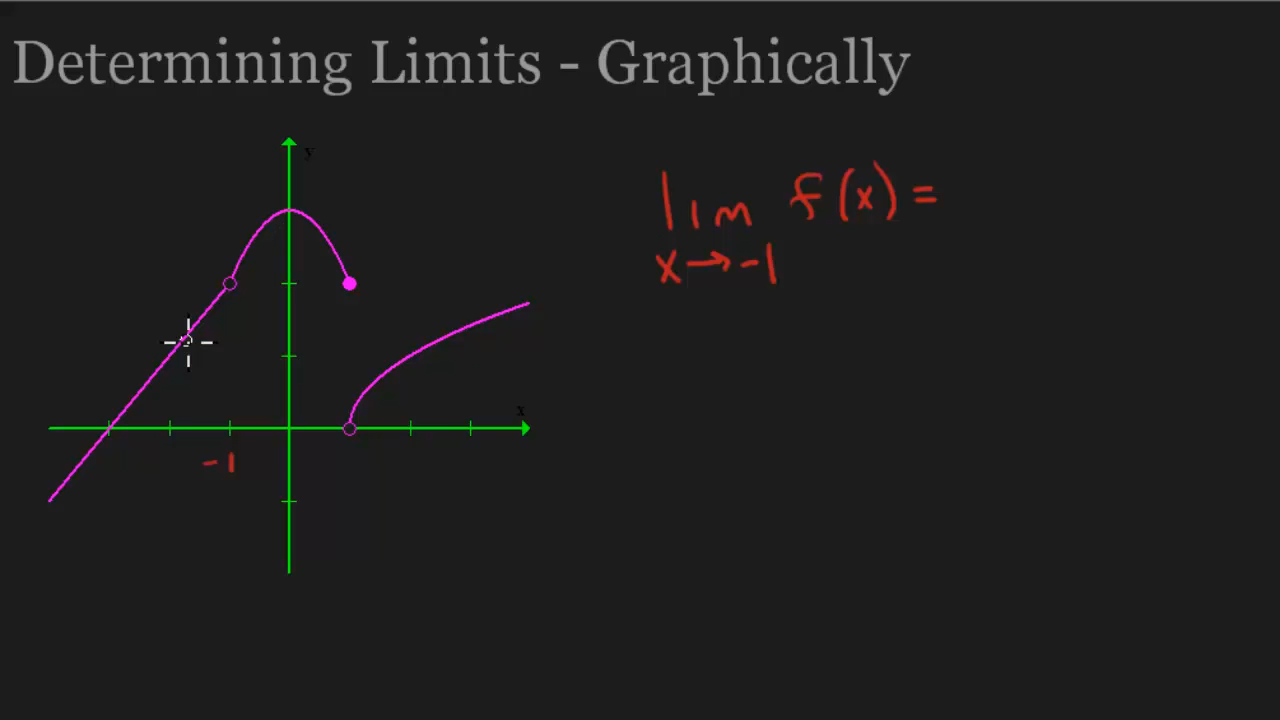 Determining Limits - Graphically
y
lim f(x) =
x → -1
x
-1